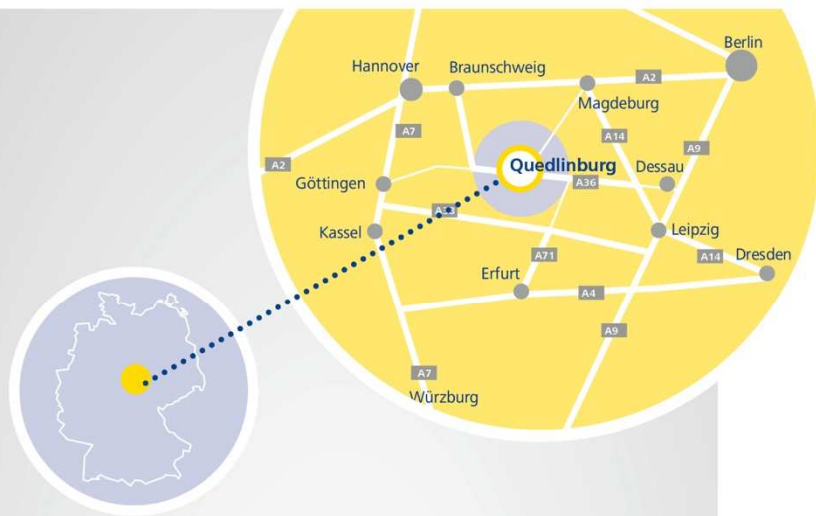 Berlin
Hannover
Braunschweig
A2
Magdeburg
A7
A14
A9
A2
Quedlinburg
Dessau
Göttingen
A36
Kassel
Leipzig
A71
Dresden
A14
Erfurt
A4
A9
A7
Würzburg